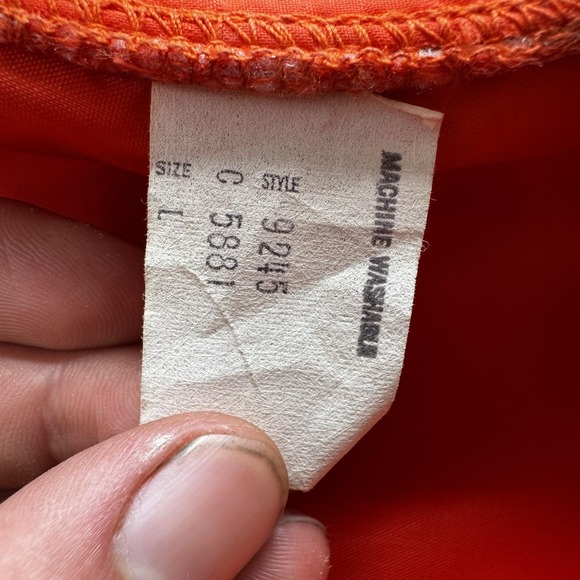 MACHINE WASHABLE
STYLE 9245
C 5881
SIZE L